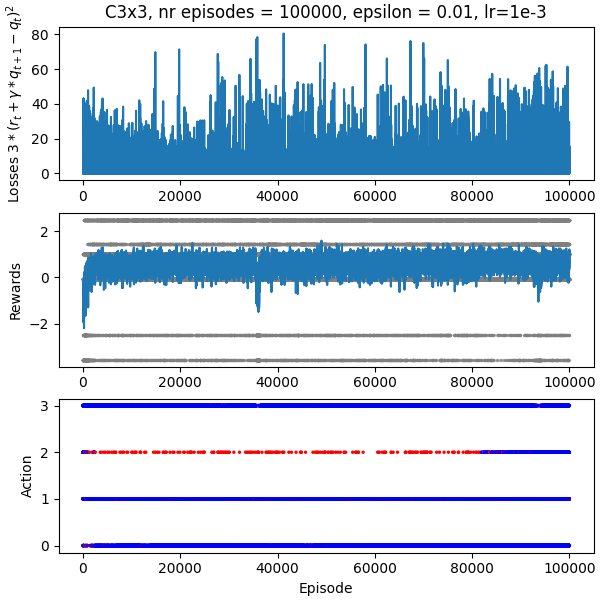 C3x3, nr episodes = 100000, epsilon = 0.01, lr=1e-3
Losses 3 * (r_t + γ * q_{t+1} − q_t)^2
80
60
40
20
0
0 20000 40000 60000 80000 100000
Rewards
2
0
−2
0 20000 40000 60000 80000 100000
Action
3
2
1
0
0 20000 40000 60000 80000 100000
Episode